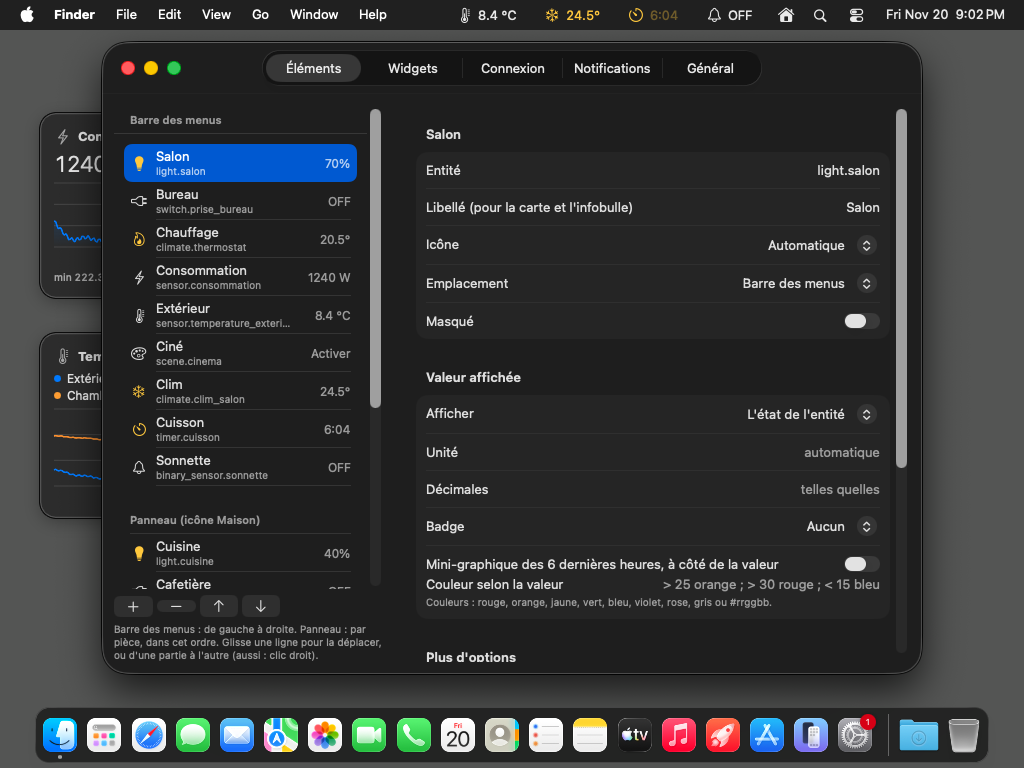 Finder File Edit View Go Window Help 8.4 °C 24.5° 6:04 OFF Fri Nov 20 9:02 PM
Éléments Widgets Connexion Notifications Général
1240
min 222.3
Barre des menus
Salon
light.salon
70%
Bureau
switch.prise_bureau
OFF
Chauffage
climate.thermostat
20.5°
Consommation
sensor.consommation
1240 W
Extérieur
sensor.temperature_exteri...
8.4 °C
Ciné
scene.cinema
Activer
Clim
climate.clim_salon
24.5°
Cuisson
timer.cuisson
6:04
Sonnette
binary_sensor.sonnette
OFF
Panneau (icône Maison)
Cuisine
light.cuisine
40%
Cafetière
Barre des menus : de gauche à droite. Panneau : par
pièce, dans cet ordre. Glisse une ligne pour la déplacer,
ou d'une partie à l'autre (aussi : clic droit).
Salon
Entité light.salon
Libellé (pour la carte et l'infobulle) Salon
Icône Automatique
Emplacement Barre des menus
Masqué
Valeur affichée
Afficher L'état de l'entité
Unité automatique
Décimales telles quelles
Badge Aucun
Mini-graphique des 6 dernières heures, à côté de la valeur
Couleur selon la valeur > 25 orange ; > 30 rouge ; < 15 bleu
Couleurs : rouge, orange, jaune, vert, bleu, violet, rose, gris ou #rrggbb.
Plus d'options
Fri
20
tv
1